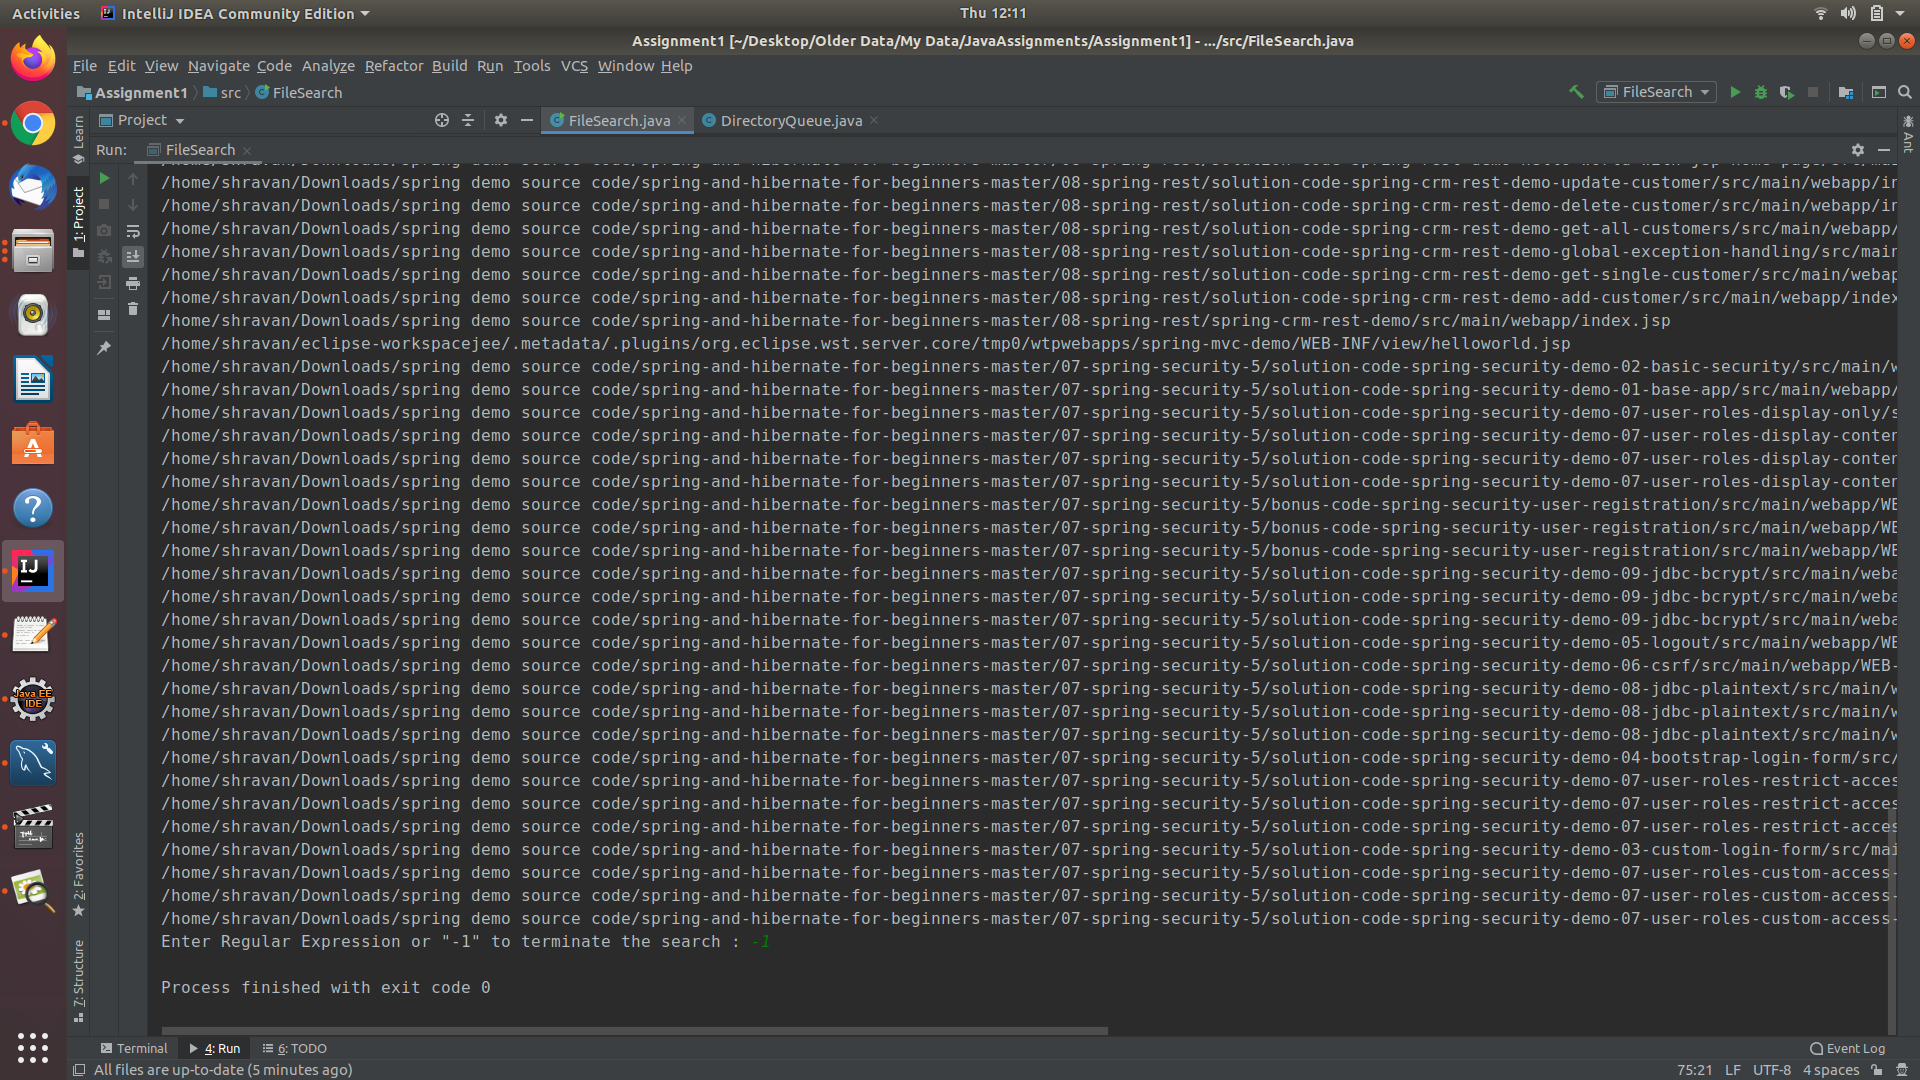 Activities IntelliJ IDEA Community Edition Thu 12:11
Assignment1 [~/Desktop/Older Data/My Data/JavaAssignments/Assignment1] - .../src/FileSearch.java
File Edit View Navigate Code Analyze Refactor Build Run Tools VCS Window Help
Assignment1 src FileSearch FileSearch
Project FileSearch.java DirectoryQueue.java
Run: FileSearch
/home/shravan/Downloads/spring demo source code/spring-and-hibernate-for-beginners-master/08-spring-rest/solution-code-spring-crm-rest-demo-update-customer/src/main/webapp/in
/home/shravan/Downloads/spring demo source code/spring-and-hibernate-for-beginners-master/08-spring-rest/solution-code-spring-crm-rest-demo-delete-customer/src/main/webapp/in
/home/shravan/Downloads/spring demo source code/spring-and-hibernate-for-beginners-master/08-spring-rest/solution-code-spring-crm-rest-demo-get-all-customers/src/main/webapp/
/home/shravan/Downloads/spring demo source code/spring-and-hibernate-for-beginners-master/08-spring-rest/solution-code-spring-crm-rest-demo-global-exception-handling/src/main
/home/shravan/Downloads/spring demo source code/spring-and-hibernate-for-beginners-master/08-spring-rest/solution-code-spring-crm-rest-demo-get-single-customer/src/main/webap
/home/shravan/Downloads/spring demo source code/spring-and-hibernate-for-beginners-master/08-spring-rest/solution-code-spring-crm-rest-demo-add-customer/src/main/webapp/index
/home/shravan/Downloads/spring demo source code/spring-and-hibernate-for-beginners-master/08-spring-rest/spring-crm-rest-demo/src/main/webapp/index.jsp
/home/shravan/eclipse-workspacejee/.metadata/.plugins/org.eclipse.wst.server.core/tmp0/wtpwebapps/spring-mvc-demo/WEB-INF/view/helloworld.jsp
/home/shravan/Downloads/spring demo source code/spring-and-hibernate-for-beginners-master/07-spring-security-5/solution-code-spring-security-demo-02-basic-security/src/main/w
/home/shravan/Downloads/spring demo source code/spring-and-hibernate-for-beginners-master/07-spring-security-5/solution-code-spring-security-demo-01-base-app/src/main/webapp/
/home/shravan/Downloads/spring demo source code/spring-and-hibernate-for-beginners-master/07-spring-security-5/solution-code-spring-security-demo-07-user-roles-display-only/s
/home/shravan/Downloads/spring demo source code/spring-and-hibernate-for-beginners-master/07-spring-security-5/solution-code-spring-security-demo-07-user-roles-display-conten
/home/shravan/Downloads/spring demo source code/spring-and-hibernate-for-beginners-master/07-spring-security-5/solution-code-spring-security-demo-07-user-roles-display-conten
/home/shravan/Downloads/spring demo source code/spring-and-hibernate-for-beginners-master/07-spring-security-5/solution-code-spring-security-demo-07-user-roles-display-conten
/home/shravan/Downloads/spring demo source code/spring-and-hibernate-for-beginners-master/07-spring-security-5/bonus-code-spring-security-user-registration/src/main/webapp/WE
/home/shravan/Downloads/spring demo source code/spring-and-hibernate-for-beginners-master/07-spring-security-5/bonus-code-spring-security-user-registration/src/main/webapp/WE
/home/shravan/Downloads/spring demo source code/spring-and-hibernate-for-beginners-master/07-spring-security-5/bonus-code-spring-security-user-registration/src/main/webapp/WE
/home/shravan/Downloads/spring demo source code/spring-and-hibernate-for-beginners-master/07-spring-security-5/solution-code-spring-security-demo-09-jdbc-bcrypt/src/main/weba
/home/shravan/Downloads/spring demo source code/spring-and-hibernate-for-beginners-master/07-spring-security-5/solution-code-spring-security-demo-09-jdbc-bcrypt/src/main/weba
/home/shravan/Downloads/spring demo source code/spring-and-hibernate-for-beginners-master/07-spring-security-5/solution-code-spring-security-demo-09-jdbc-bcrypt/src/main/weba
/home/shravan/Downloads/spring demo source code/spring-and-hibernate-for-beginners-master/07-spring-security-5/solution-code-spring-security-demo-05-logout/src/main/webapp/WE
/home/shravan/Downloads/spring demo source code/spring-and-hibernate-for-beginners-master/07-spring-security-5/solution-code-spring-security-demo-06-csrf/src/main/webapp/WEB-
/home/shravan/Downloads/spring demo source code/spring-and-hibernate-for-beginners-master/07-spring-security-5/solution-code-spring-security-demo-08-jdbc-plaintext/src/main/w
/home/shravan/Downloads/spring demo source code/spring-and-hibernate-for-beginners-master/07-spring-security-5/solution-code-spring-security-demo-08-jdbc-plaintext/src/main/w
/home/shravan/Downloads/spring demo source code/spring-and-hibernate-for-beginners-master/07-spring-security-5/solution-code-spring-security-demo-08-jdbc-plaintext/src/main/w
/home/shravan/Downloads/spring demo source code/spring-and-hibernate-for-beginners-master/07-spring-security-5/solution-code-spring-security-demo-04-bootstrap-login-form/src/
/home/shravan/Downloads/spring demo source code/spring-and-hibernate-for-beginners-master/07-spring-security-5/solution-code-spring-security-demo-07-user-roles-restrict-acces
/home/shravan/Downloads/spring demo source code/spring-and-hibernate-for-beginners-master/07-spring-security-5/solution-code-spring-security-demo-07-user-roles-restrict-acces
/home/shravan/Downloads/spring demo source code/spring-and-hibernate-for-beginners-master/07-spring-security-5/solution-code-spring-security-demo-07-user-roles-restrict-acces
/home/shravan/Downloads/spring demo source code/spring-and-hibernate-for-beginners-master/07-spring-security-5/solution-code-spring-security-demo-03-custom-login-form/src/mai
/home/shravan/Downloads/spring demo source code/spring-and-hibernate-for-beginners-master/07-spring-security-5/solution-code-spring-security-demo-07-user-roles-custom-access-
/home/shravan/Downloads/spring demo source code/spring-and-hibernate-for-beginners-master/07-spring-security-5/solution-code-spring-security-demo-07-user-roles-custom-access-
/home/shravan/Downloads/spring demo source code/spring-and-hibernate-for-beginners-master/07-spring-security-5/solution-code-spring-security-demo-07-user-roles-custom-access-
Enter Regular Expression or "-1" to terminate the search : -1
Process finished with exit code 0
Learn
1: Project
2: Favorites
7: Structure
Ant
Java EE
IDE
IJ
Terminal 4: Run 6: TODO Event Log
All files are up-to-date (5 minutes ago) 75:21 LF UTF-8 4 spaces